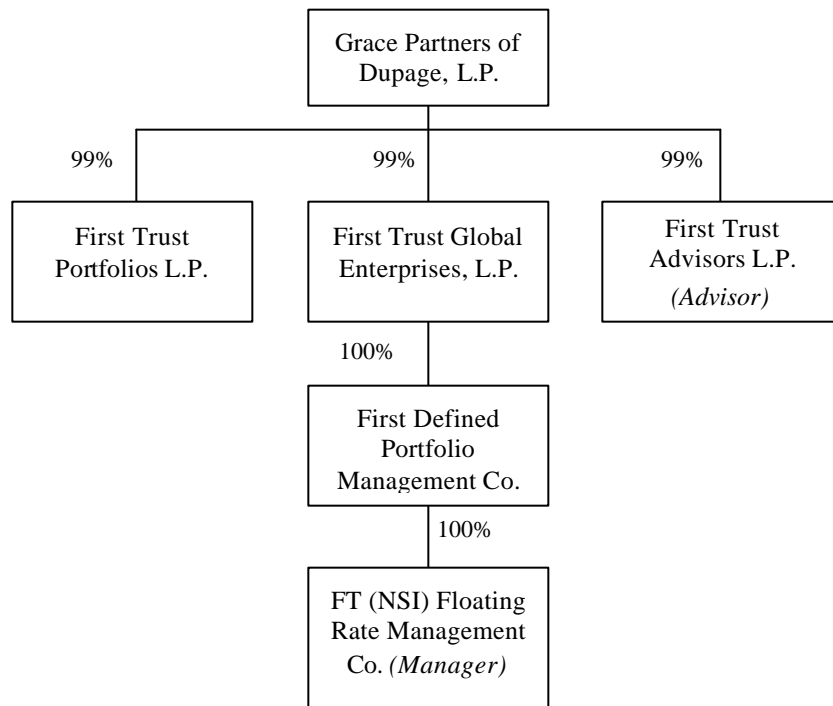 Grace Partners of
Dupage, L.P.
99%
99%
99%
First Trust
Portfolios L.P.
First Trust Global
Enterprises, L.P.
First Trust
Advisors L.P.
(Advisor)
100%
First Defined
Portfolio
Management Co.
100%
FT (NSI) Floating
Rate Management
Co. (Manager)